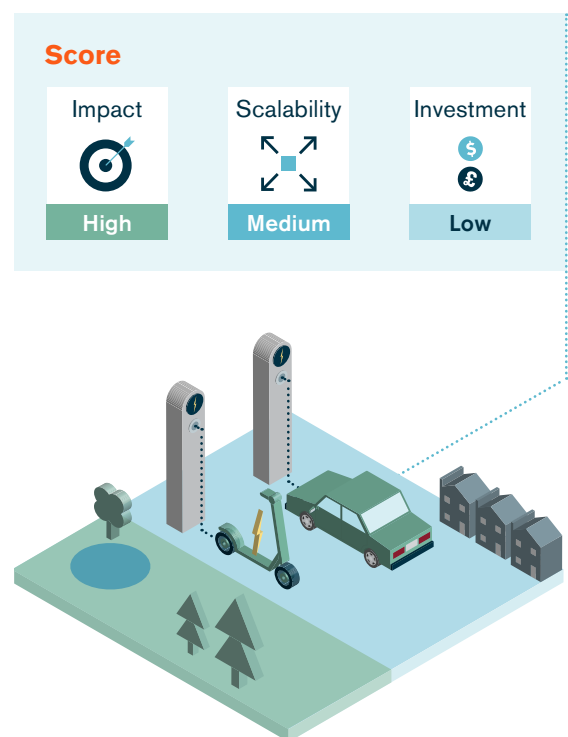 Score
Impact
Scalability
Investment
$
£
High
Medium
Low